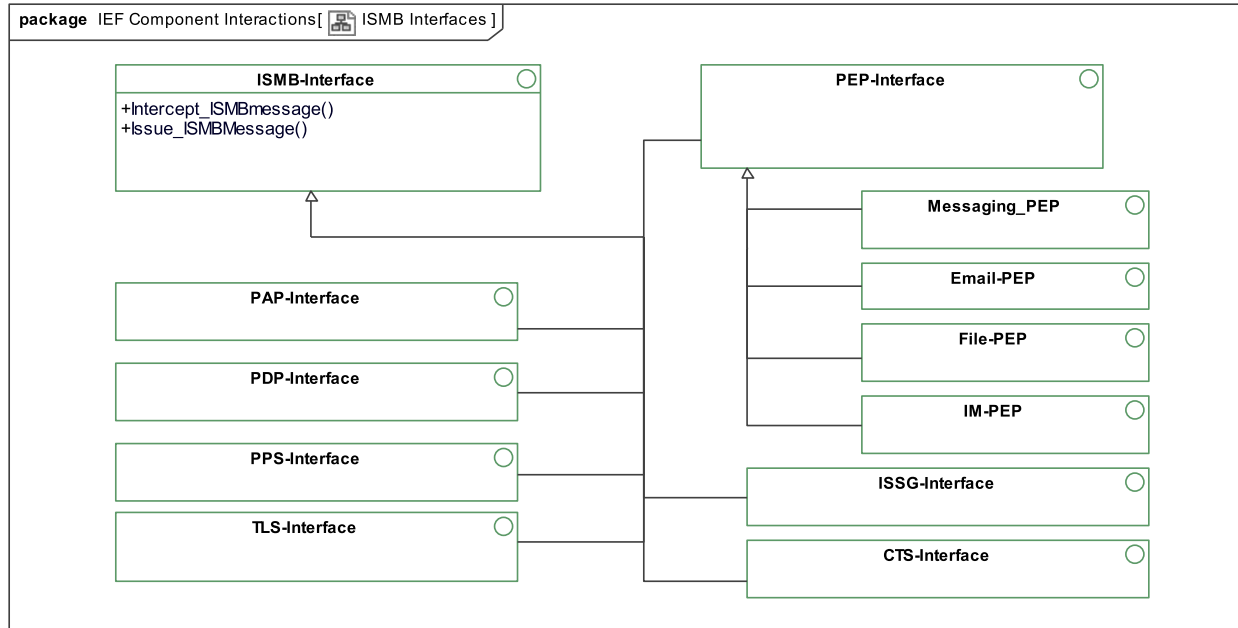 package IEF Component Interactions[ ISMB Interfaces ]
ISMB-Interface
+Intercept_ISMBmessage()
+Issue_ISMBMessage()
PEP-Interface
Messaging_PEP
Email-PEP
File-PEP
IM-PEP
PAP-Interface
PDP-Interface
PPS-Interface
TLS-Interface
ISSG-Interface
CTS-Interface